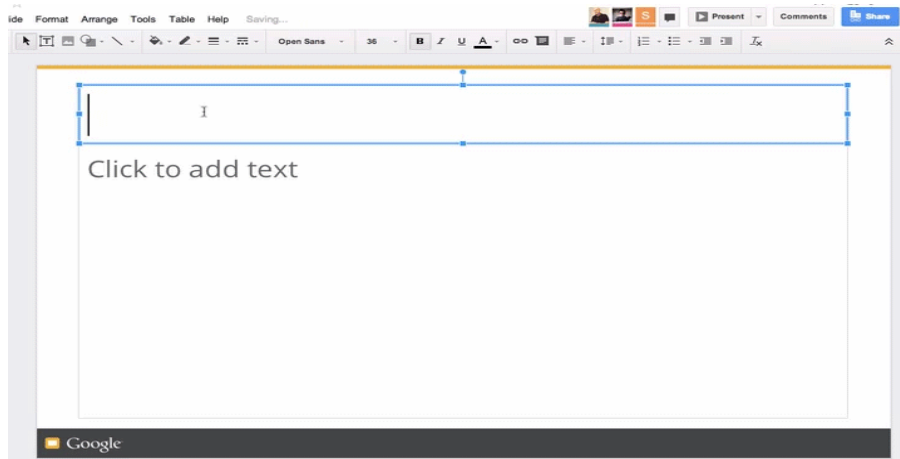 ide Format Arrange Tools Table Help Saving... S Present Comments Share
T Open Sans 36 B I U A
Click to add text
Google